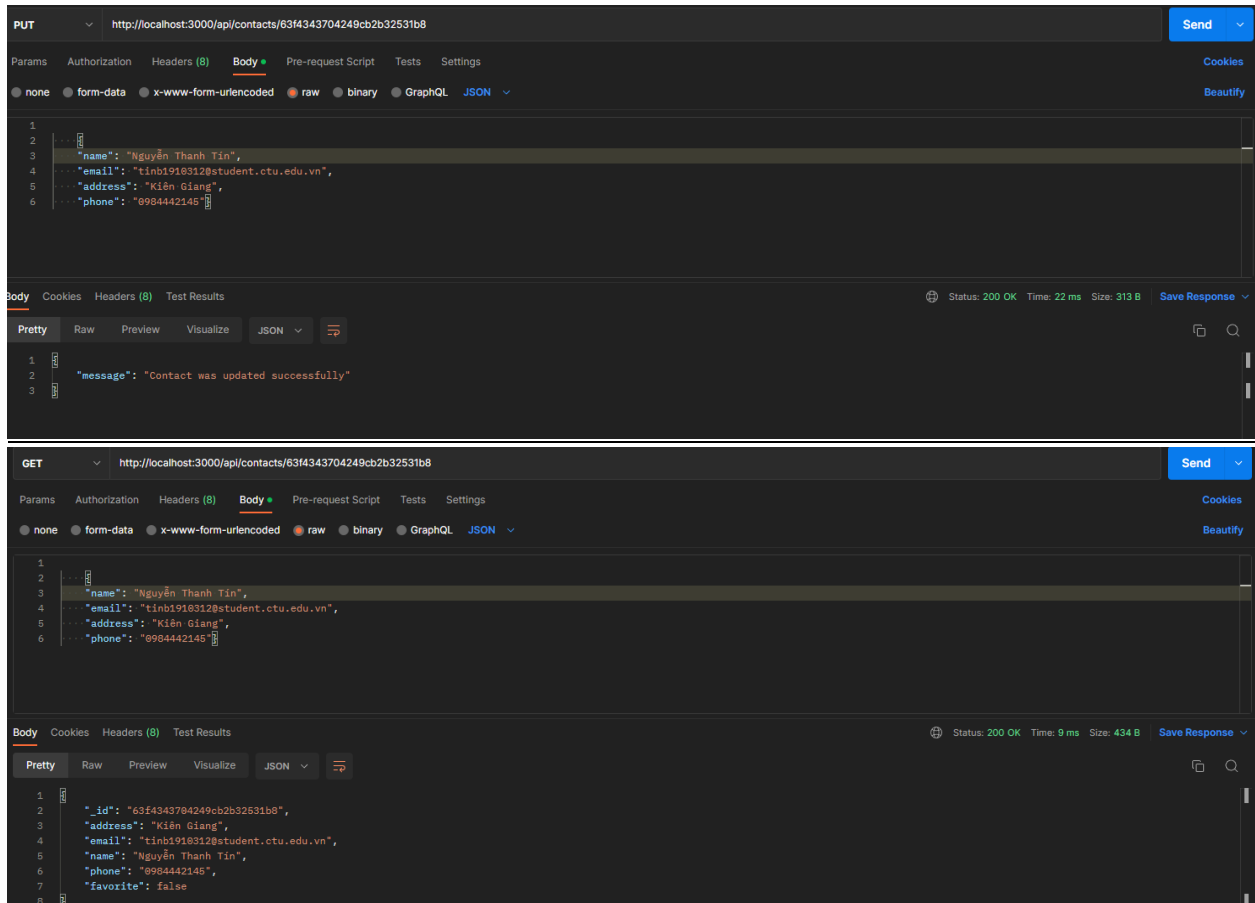 PUT http://localhost:3000/api/contacts/63f4343704249cb2b32531b8 Send
Params Authorization Headers (8) Body Pre-request Script Tests Settings Cookies
none form-data x-www-form-urlencoded raw binary GraphQL JSON Beautify
1
2 {
3 "name": "Nguyễn Thanh Tín",
4 "email": "tinb1910312@student.ctu.edu.vn",
5 "address": "Kiên Giang",
6 "phone": "0984442145"}
Body Cookies Headers (8) Test Results Status: 200 OK Time: 22 ms Size: 313 B Save Response
Pretty Raw Preview Visualize JSON
1 {
2 "message": "Contact was updated successfully"
3 }
GET http://localhost:3000/api/contacts/63f4343704249cb2b32531b8 Send
Params Authorization Headers (8) Body Pre-request Script Tests Settings Cookies
none form-data x-www-form-urlencoded raw binary GraphQL JSON Beautify
1
2 {
3 "name": "Nguyễn Thanh Tín",
4 "email": "tinb1910312@student.ctu.edu.vn",
5 "address": "Kiên Giang",
6 "phone": "0984442145"}
Body Cookies Headers (8) Test Results Status: 200 OK Time: 9 ms Size: 434 B Save Response
Pretty Raw Preview Visualize JSON
1 {
2 "_id": "63f4343704249cb2b32531b8",
3 "address": "Kiên Giang",
4 "email": "tinb1910312@student.ctu.edu.vn",
5 "name": "Nguyễn Thanh Tín",
6 "phone": "0984442145",
7 "favorite": false
8 }